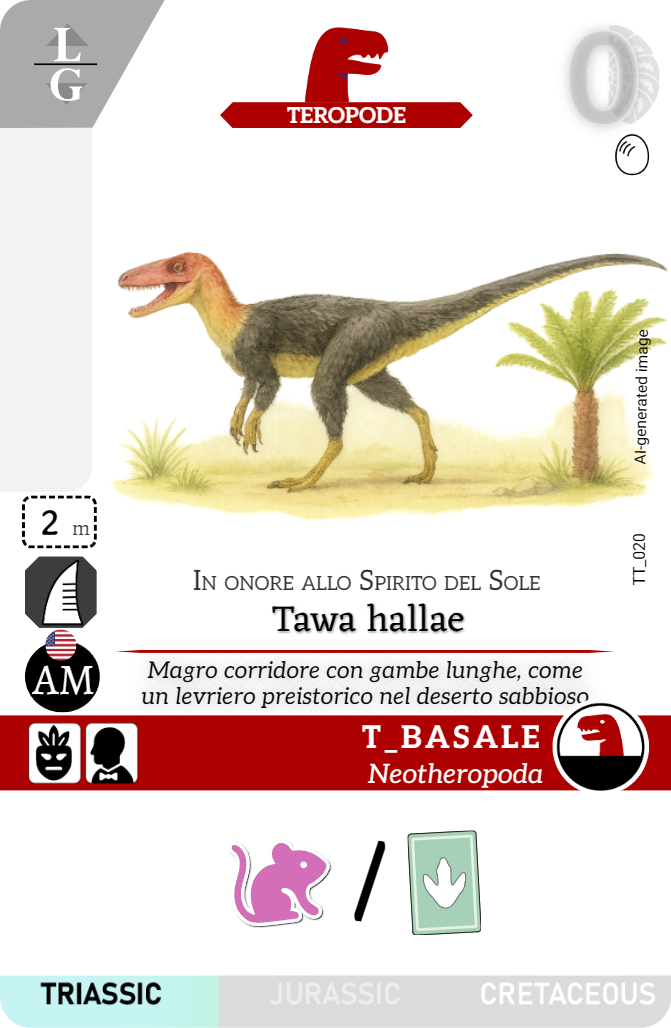 L
G
TEROPODE
0
AI-generated image
2 m
TT_020
In onore allo Spirito del Sole
Tawa hallae
AM
Magro corridore con gambe lunghe, come
un levriero preistorico nel deserto sabbioso
T_BASALE
Neotheropoda
/
TRIASSIC JURASSIC CRETACEOUS